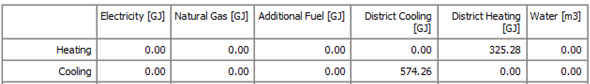 Electricity [GJ] Natural Gas [GJ] Additional Fuel [GJ] District Cooling [GJ] District Heating [GJ] Water [m3]
Heating 0.00 0.00 0.00 0.00 325.28 0.00
Cooling 0.00 0.00 0.00 574.26 0.00 0.00